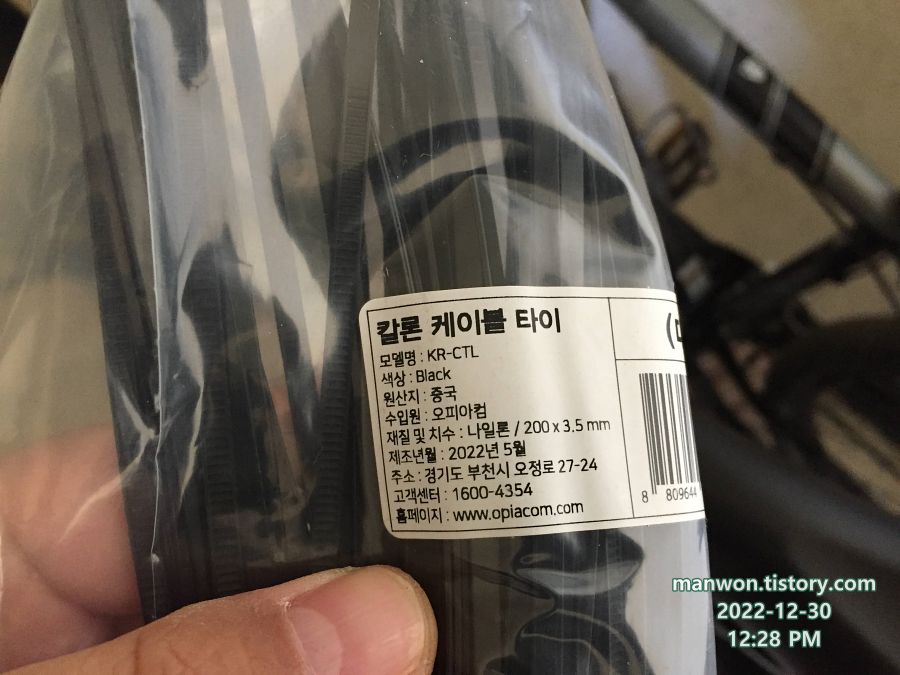 칼론 케이블 타이
모델명 : KR-CTL
색상 : Black
원산지 : 중국
수입원 : 오피아컴
재질 및 치수 : 나일론 / 200 x 3.5 mm
제조년월 : 2022년 5월
주소 : 경기도 부천시 오정로 27-24
고객센터 : 1600-4354
홈페이지 : www.opiacom.com
8 809644
manwon.tistory.com
2022-12-30
12:28 PM